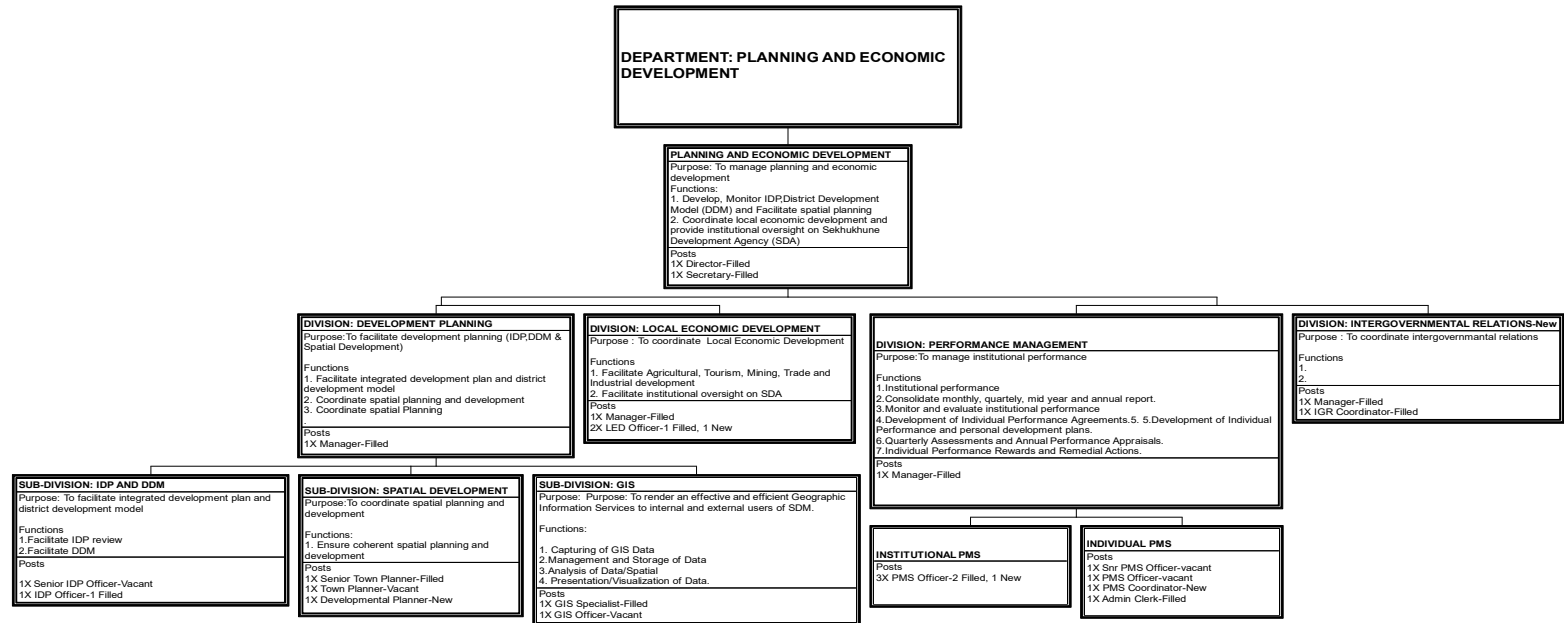 DEPARTMENT: PLANNING AND ECONOMIC
DEVELOPMENT
PLANNING AND ECONOMIC DEVELOPMENT
Purpose: To manage planning and economic
development
Functions:
1. Develop, Monitor IDP,District Development
Model (DDM) and Facilitate spatial planning
2. Coordinate local economic development and
provide institutional oversight on Sekhukhune
Development Agency (SDA)
Posts
1X Director-Filled
1X Secretary-Filled
DIVISION: DEVELOPMENT PLANNING
Purpose:To facilitate development planning (IDP,DDM &
Spatial Development)
Functions
1. Facilitate integrated development plan and district
development model
2. Coordinate spatial planning and development
3. Coordinate spatial Planning
.
Posts
1X Manager-Filled
DIVISION: LOCAL ECONOMIC DEVELOPMENT
Purpose : To coordinate Local Economic Development
Functions
1. Facilitate Agricultural, Tourism, Mining, Trade and
Industrial development
2. Facilitate institutional oversight on SDA
Posts
1X Manager-Filled
2X LED Officer-1 Filled, 1 New
DIVISION: PERFORMANCE MANAGEMENT
Purpose:To manage institutional performance
Functions
1.Institutional performance
2.Consolidate monthly, quartely, mid year and annual report.
3.Monitor and evaluate institutional performance
4.Development of Individual Performance Agreements.5. 5.Development of Individual
Performance and personal development plans.
6.Quarterly Assessments and Annual Performance Appraisals.
7.Individual Performance Rewards and Remedial Actions.
Posts
1X Manager-Filled
DIVISION: INTERGOVERNMENTAL RELATIONS-New
Purpose : To coordinate intergovernmantal relations
Functions
1.
2.
Posts
1X Manager-Filled
1X IGR Coordinator-Filled
SUB-DIVISION: IDP AND DDM
Purpose: To facilitate integrated development plan and
district development model
Functions
1.Facilitate IDP review
2.Facilitate DDM
Posts
1X Senior IDP Officer-Vacant
1X IDP Officer-1 Filled
SUB-DIVISION: SPATIAL DEVELOPMENT
Purpose:To coordinate spatial planning and
development
Functions:
1. Ensure coherent spatial planning and
development
Posts
1X Senior Town Planner-Filled
1X Town Planner-Vacant
1X Developmental Planner-New
SUB-DIVISION: GIS
Purpose: Purpose: To render an effective and efficient Geographic
Information Services to internal and external users of SDM.
Functions:
1. Capturing of GIS Data
2.Management and Storage of Data
3.Analysis of Data/Spatial
4. Presentation/Visualization of Data.
Posts
1X GIS Specialist-Filled
1X GIS Officer-Vacant
INSTITUTIONAL PMS
Posts
3X PMS Officer-2 Filled, 1 New
INDIVIDUAL PMS
Posts
1X Snr PMS Officer-vacant
1X PMS Officer-vacant
1X PMS Coordinator-New
1X Admin Clerk-Filled